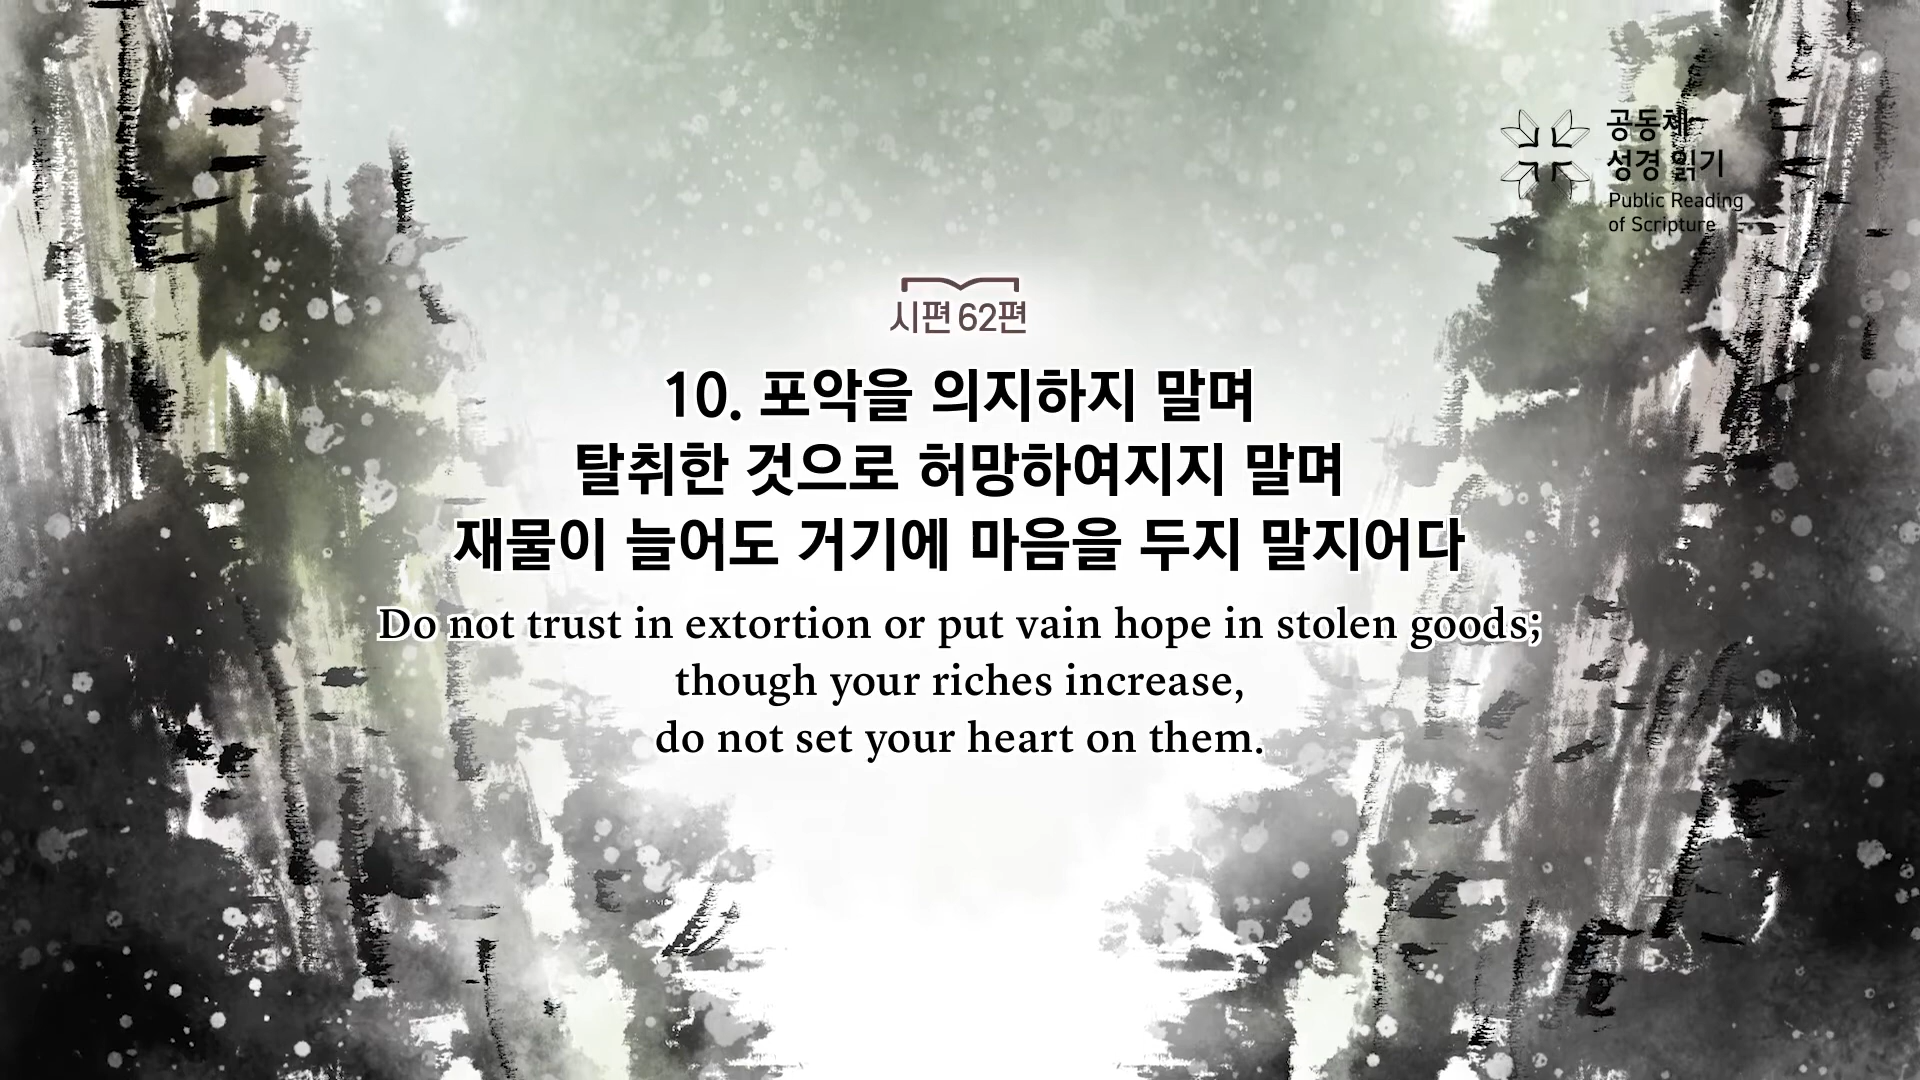 공동체
성경 읽기
Public Reading
of Scripture
시편 62편
10. 포악을 의지하지 말며
탈취한 것으로 허망하여지지 말며
재물이 늘어도 거기에 마음을 두지 말지어다
Do not trust in extortion or put vain hope in stolen goods;
though your riches increase,
do not set your heart on them.